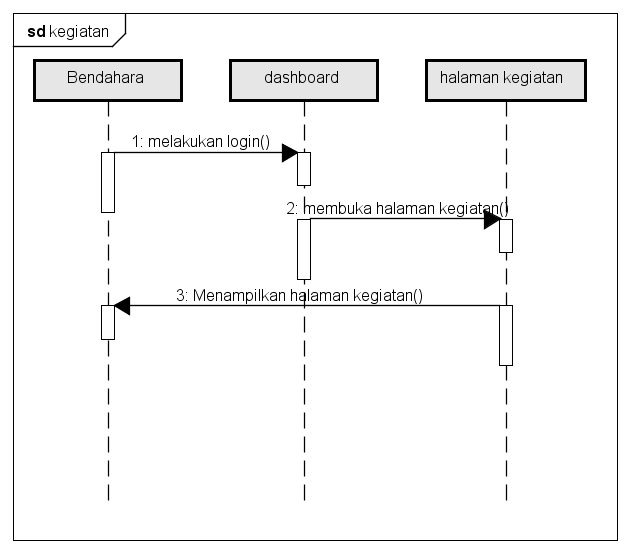 sd kegiatan
Bendahara
dashboard
halaman kegiatan
1: melakukan login()
2: membuka halaman kegiatan()
3: Menampilkan halaman kegiatan()